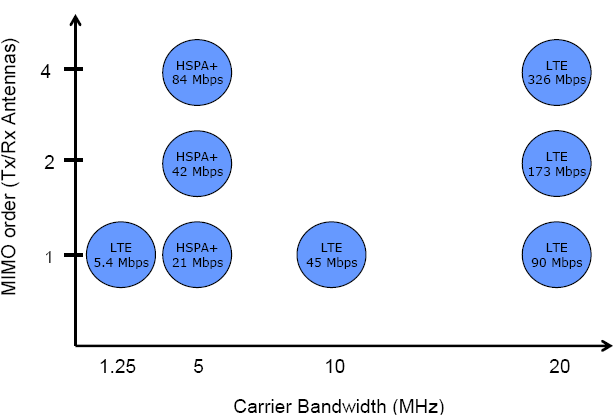 MIMO order (Tx/Rx Antennas)
4
HSPA+
84 Mbps
LTE
326 Mbps
2
HSPA+
42 Mbps
LTE
173 Mbps
1
LTE
5.4 Mbps
HSPA+
21 Mbps
LTE
45 Mbps
LTE
90 Mbps
1.25
5
10
20
Carrier Bandwidth (MHz)